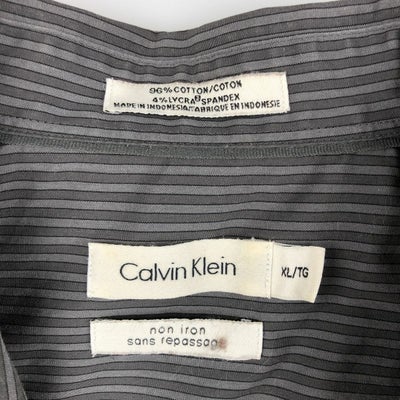 96% COTTON/COTON
4% LYCRA® SPANDEX
MADE IN INDONESIA/FABRIQUE EN INDONESIE
Calvin Klein
XL/TG
non iron
sans repassage